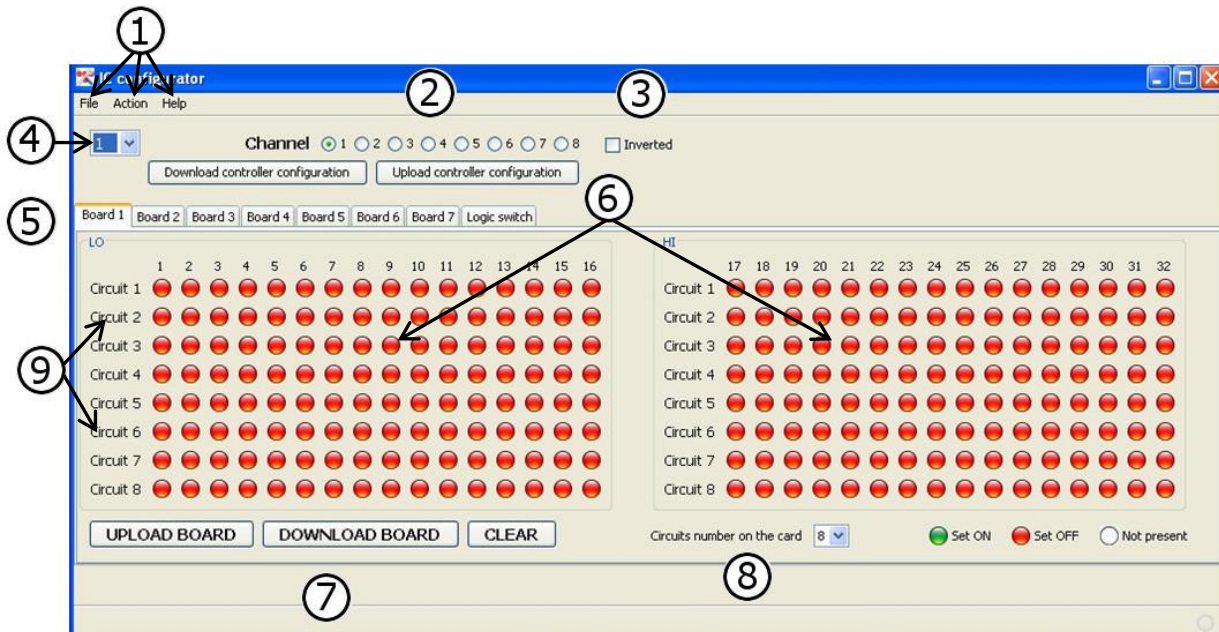 1
IC configurator
2
3
File Action Help
4
1 Channel 1 2 3 4 5 6 7 8 Inverted
Download controller configuration Upload controller configuration
5
6
Board 1 Board 2 Board 3 Board 4 Board 5 Board 6 Board 7 Logic switch
LO HI
1 2 3 4 5 6 7 8 9 10 11 12 13 14 15 16 17 18 19 20 21 22 23 24 25 26 27 28 29 30 31 32
Circuit 1 Circuit 1
Circuit 2 Circuit 2
Circuit 3 Circuit 3
9
Circuit 4 Circuit 4
Circuit 5 Circuit 5
Circuit 6 Circuit 6
Circuit 7 Circuit 7
Circuit 8 Circuit 8
UPLOAD BOARD DOWNLOAD BOARD CLEAR Circuits number on the card 8 Set ON Set OFF Not present
8
7